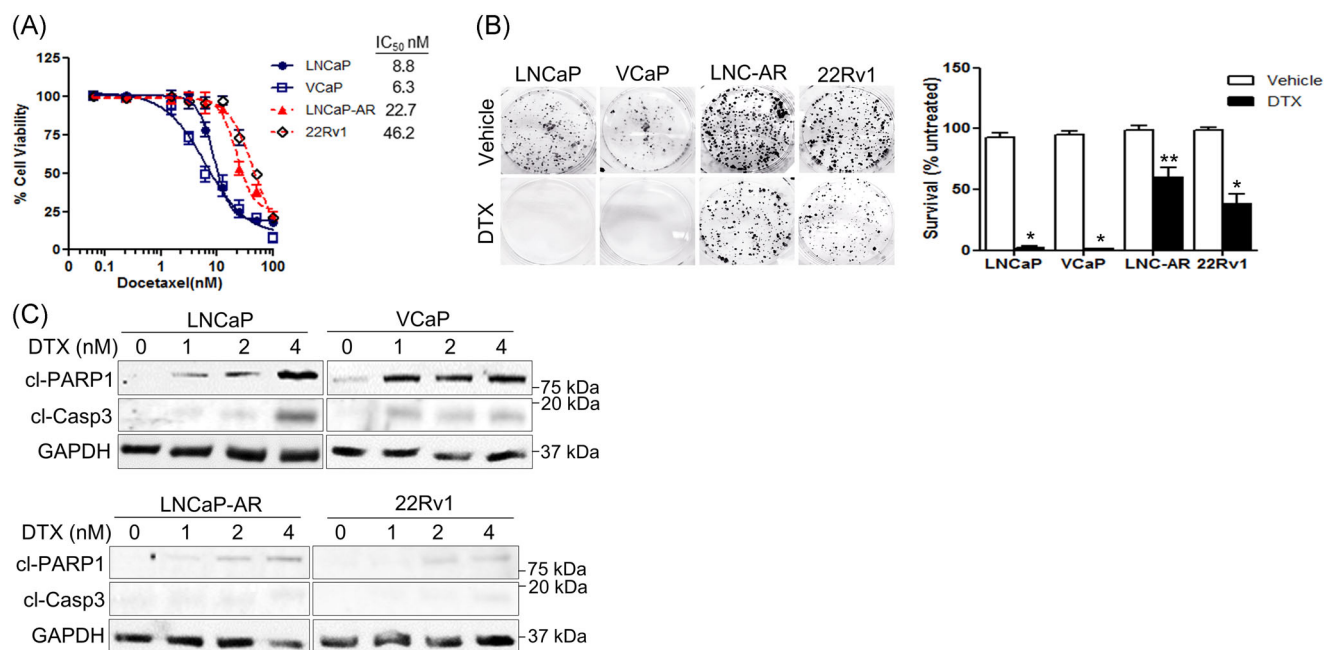 (A)
IC50 nM
LNCaP 8.8
VCaP 6.3
LNCaP-AR 22.7
22Rv1 46.2
% Cell Viability
125
100
75
50
25
0
0 0.1 1 10 100
Docetaxel(nM)
(B)
LNCaP VCaP LNC-AR 22Rv1
Vehicle
DTX
Survival (% untreated)
150
100
50
0
Vehicle
DTX
* * ** *
LNCaP VCaP LNC-AR 22Rv1
(C)
LNCaP VCaP
DTX (nM) 0 1 2 4 0 1 2 4
cl-PARP1 75 kDa
cl-Casp3 20 kDa
GAPDH 37 kDa
LNCaP-AR 22Rv1
DTX (nM) 0 1 2 4 0 1 2 4
cl-PARP1 75 kDa
cl-Casp3 20 kDa
GAPDH 37 kDa